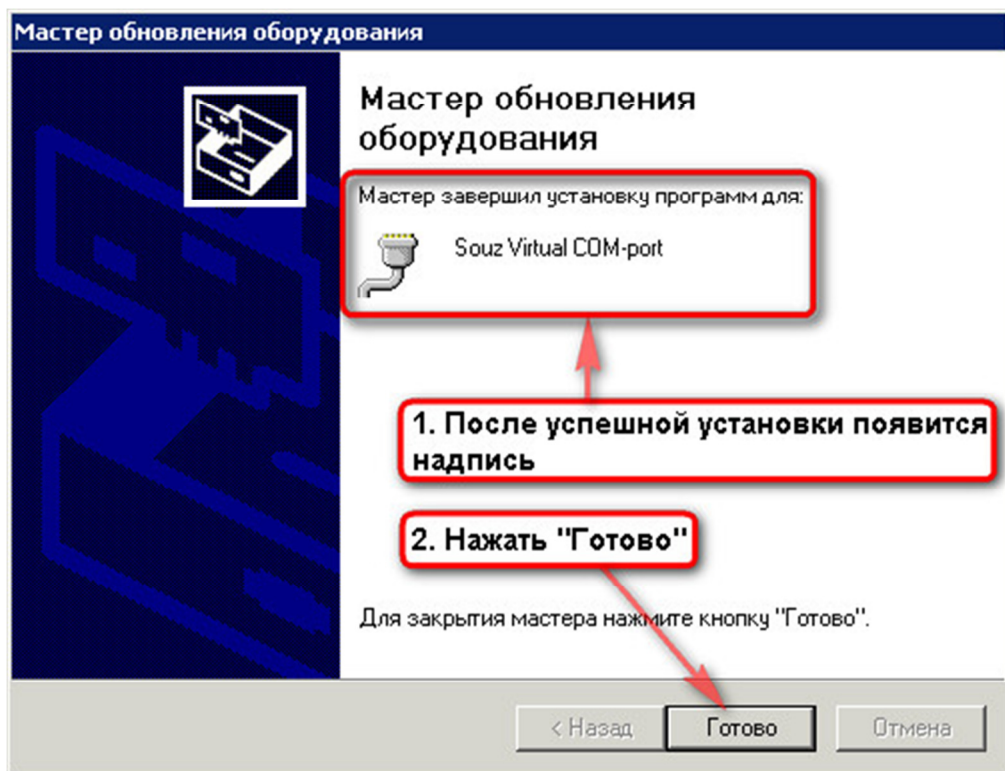 Мастер обновления оборудования
Мастер обновления
оборудования
Мастер завершил установку программ для:
Souz Virtual COM-port
1. После успешной установки появится
надпись
2. Нажать "Готово"
Для закрытия мастера нажмите кнопку "Готово".
< Назад
Готово
Отмена